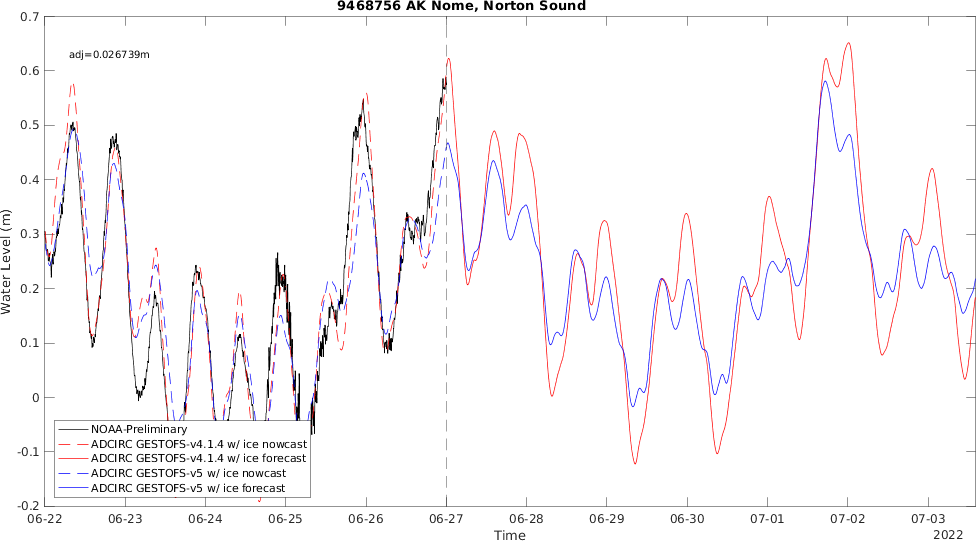 9468756 AK Nome, Norton Sound
adj=0.026739m
Water Level (m)
0.7
0.6
0.5
0.4
0.3
0.2
0.1
0
-0.1
-0.2
NOAA-Preliminary
ADCIRC GESTOFS-v4.1.4 w/ ice nowcast
ADCIRC GESTOFS-v4.1.4 w/ ice forecast
ADCIRC GESTOFS-v5 w/ ice nowcast
ADCIRC GESTOFS-v5 w/ ice forecast
06-22 06-23 06-24 06-25 06-26 06-27 06-28 06-29 06-30 07-01 07-02 07-03
Time
2022